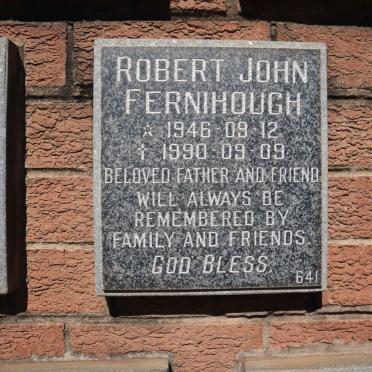 ROBERT JOHN
FERNIHOUGH
☆ 1946 09 12
✝ 1990 09 09
BELOVED FATHER AND FRIEND
WILL ALWAYS BE
REMEMBERED BY
FAMILY AND FRIENDS.
GOD BLESS.
641